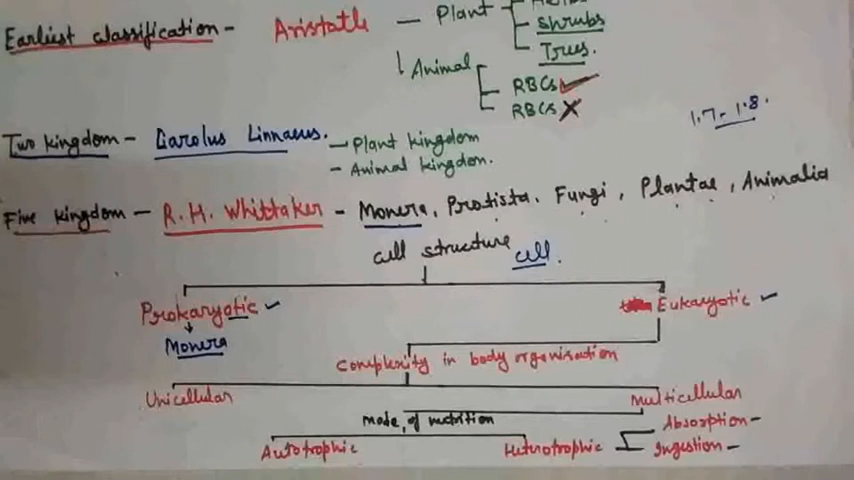 Earliest classification - Aristatle — Plant
Shrubs
Trees.
Animal
RBCs ✓
RBCs ✗
1.7 - 1.8.
Two kingdom - Carolus Linnaeus. - Plant kingdom
- Animal kingdom.
Five kingdom - R. H. Whittaker - Monera, Protista. Fungi, Plantae, Animalia
cell structure
cell.
Prokaryotic ✓ Eukaryotic ✓
Monera
Complexity in body organisation
Unicellular Multicellular
mode of nutrition
Absorption -
Autotrophic Heterotrophic
Ingestion -